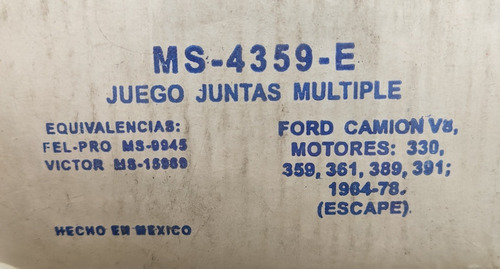 MS-4359-E
JUEGO JUNTAS MULTIPLE
EQUIVALENCIAS:
FEL-PRO MS-9945
VICTOR MS-15989
FORD CAMION V8,
MOTORES: 330,
359, 361, 389, 391;
1964-78.
(ESCAPE).
HECHO EN MEXICO